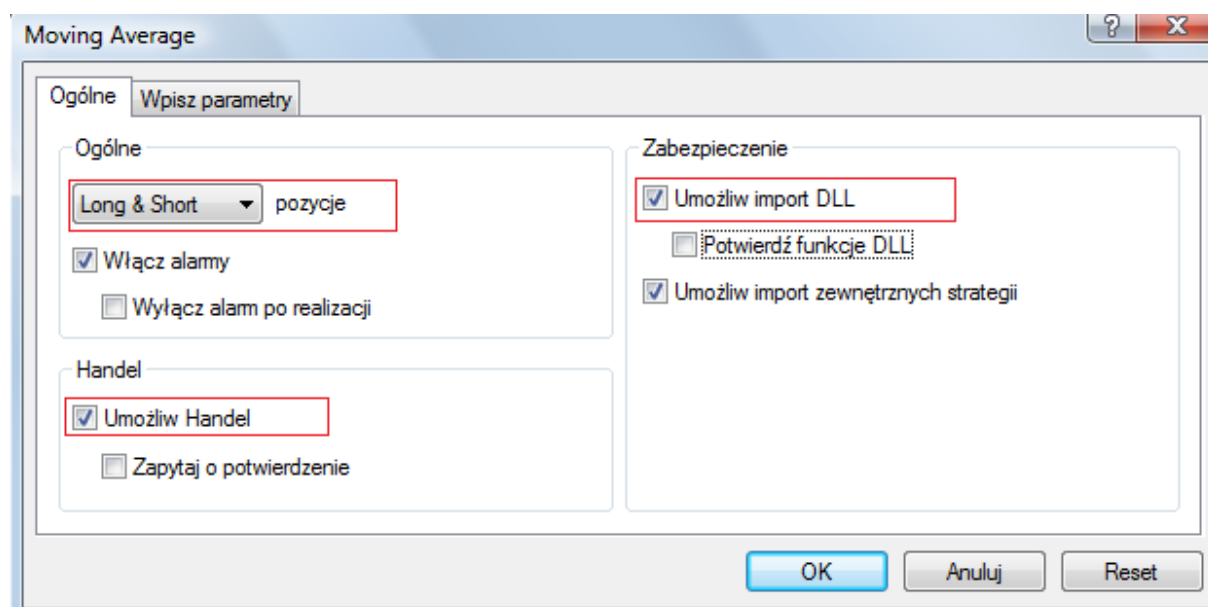 Moving Average
?
X
Ogólne
Wpisz parametry
Ogólne
Long & Short pozycje
Włącz alarmy
Wyłącz alarm po realizacji
Handel
Umożliw Handel
Zapytaj o potwierdzenie
Zabezpieczenie
Umożliw import DLL
Potwierdź funkcje DLL
Umożliw import zewnętrznych strategii
OK
Anuluj
Reset